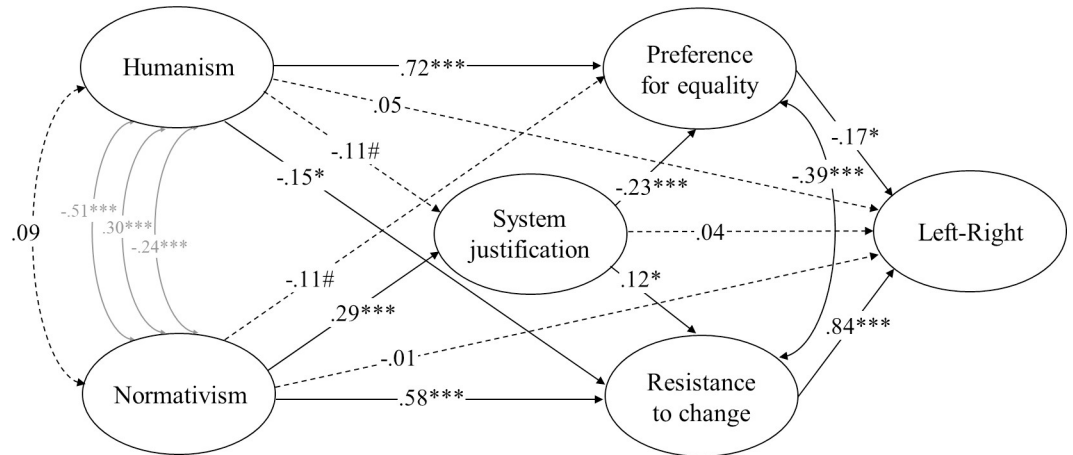 Humanism
Preference
for equality
.72***
.05
-.11#
-.15*
-.17*
-.39***
-.23***
-.51***
.30***
-.24***
.09
System
justification
.04
Left-Right
-.11#
.29***
.12*
.84***
-.01
Normativism
.58***
Resistance
to change